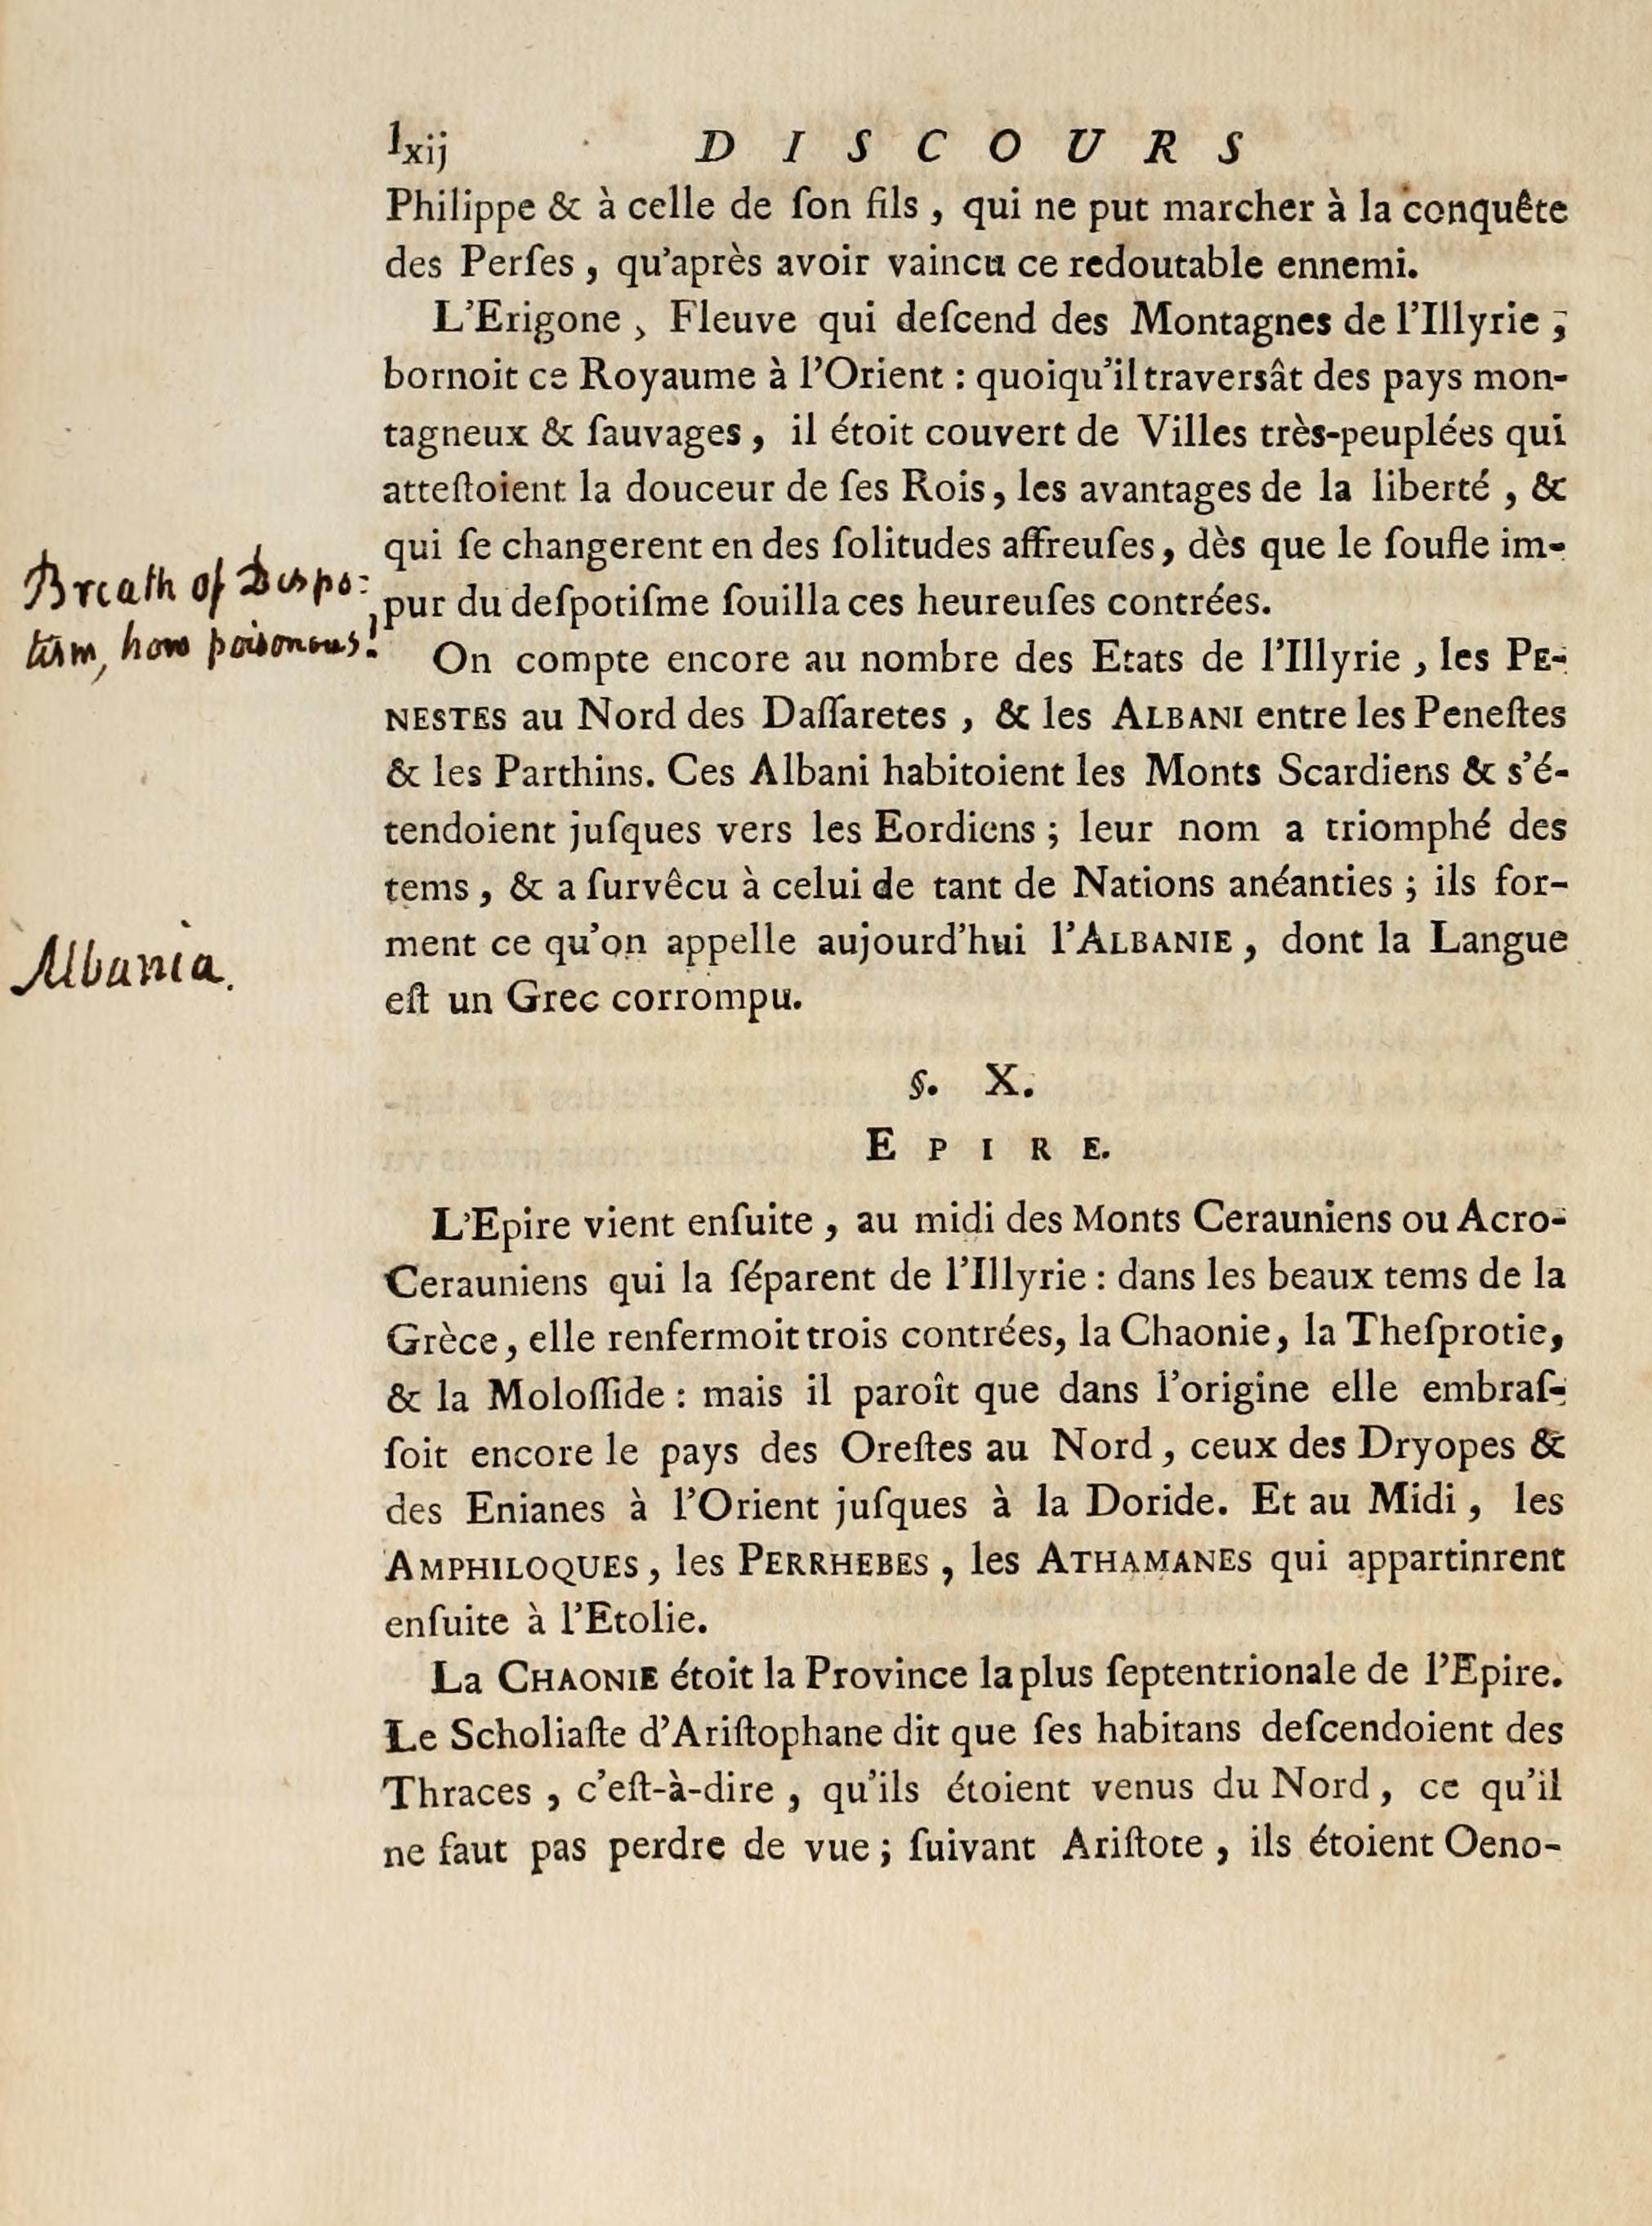 lxij DISCOURS
Philippe & à celle de ſon fils, qui ne put marcher à la conquête
des Perſes, qu'après avoir vaincu ce redoutable ennemi.
L'Erigone, Fleuve qui deſcend des Montagnes de l'Illyrie,
bornoit ce Royaume à l'Orient : quoiqu'il traversât des pays mon-
tagneux & ſauvages, il étoit couvert de Villes très-peuplées qui
atteſtoient la douceur de ſes Rois, les avantages de la liberté, &
qui ſe changerent en des ſolitudes affreuſes, dès que le ſoufle im-
pur du deſpotiſme ſouilla ces heureuſes contrées.
Breath of Despo=
tism, how poisonous!
On compte encore au nombre des Etats de l'Illyrie, les PE-
NESTES au Nord des Daſſaretes, & les ALBANI entre les Peneſtes
& les Parthins. Ces Albani habitoient les Monts Scardiens & s'é-
tendoient juſques vers les Eordiens ; leur nom a triomphé des
tems, & a ſurvêcu à celui de tant de Nations anéanties ; ils for-
ment ce qu'on appelle aujourd'hui l'ALBANIE, dont la Langue
eſt un Grec corrompu.
Albania.
§. X.
EPIRE.
L'Epire vient enſuite, au midi des Monts Cerauniens ou Acro-
Cerauniens qui la ſéparent de l'Illyrie : dans les beaux tems de la
Grèce, elle renfermoit trois contrées, la Chaonie, la Theſprotie,
& la Moloſſide : mais il paroît que dans l'origine elle embraſ-
ſoit encore le pays des Oreſtes au Nord, ceux des Dryopes &
des Enianes à l'Orient juſques à la Doride. Et au Midi, les
AMPHILOQUES, les PERRHEBES, les ATHAMANES qui appartinrent
enſuite à l'Etolie.
La CHAONIE étoit la Province la plus ſeptentrionale de l'Epire.
Le Scholiaſte d'Ariſtophane dit que ſes habitans deſcendoient des
Thraces, c'eſt-à-dire, qu'ils étoient venus du Nord, ce qu'il
ne faut pas perdre de vue ; ſuivant Ariſtote, ils étoient Oeno-